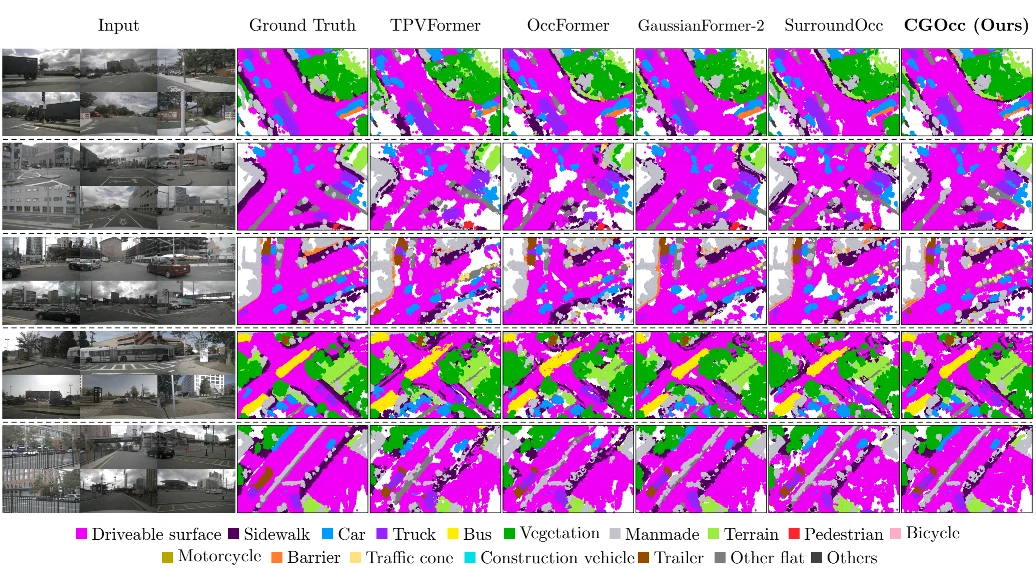 Input Ground Truth TPVFormer OccFormer GaussianFormer-2 SurroundOcc CGOcc (Ours)
Driveable surface Sidewalk Car Truck Bus Vegetation Manmade Terrain Pedestrian Bicycle
Motorcycle Barrier Traffic cone Construction vehicle Trailer Other flat Others